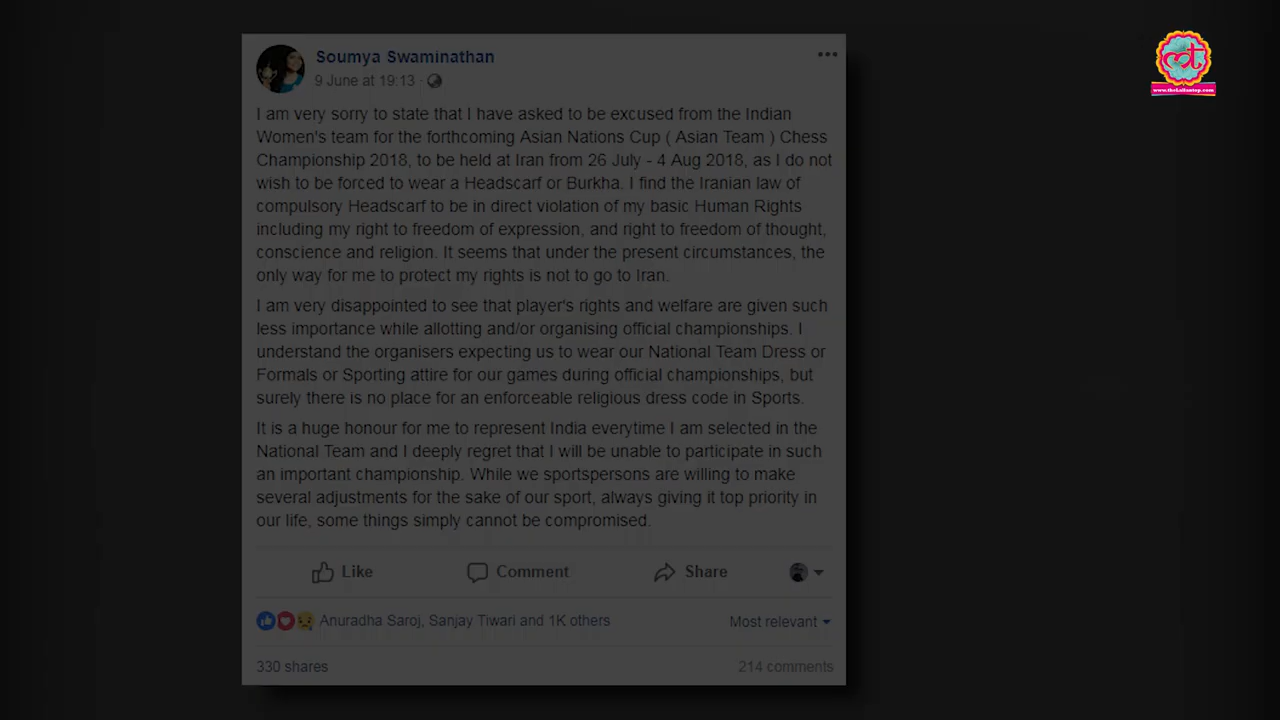 Soumya Swaminathan
9 June at 19:13 ·
I am very sorry to state that I have asked to be excused from the Indian
Women's team for the forthcoming Asian Nations Cup ( Asian Team ) Chess
Championship 2018, to be held at Iran from 26 July - 4 Aug 2018, as I do not
wish to be forced to wear a Headscarf or Burkha. I find the Iranian law of
compulsory Headscarf to be in direct violation of my basic Human Rights
including my right to freedom of expression, and right to freedom of thought,
conscience and religion. It seems that under the present circumstances, the
only way for me to protect my rights is not to go to Iran.
I am very disappointed to see that player's rights and welfare are given such
less importance while allotting and/or organising official championships. I
understand the organisers expecting us to wear our National Team Dress or
Formals or Sporting attire for our games during official championships, but
surely there is no place for an enforceable religious dress code in Sports.
It is a huge honour for me to represent India everytime I am selected in the
National Team and I deeply regret that I will be unable to participate in such
an important championship. While we sportspersons are willing to make
several adjustments for the sake of our sport, always giving it top priority in
our life, some things simply cannot be compromised.
Like Comment Share
Anuradha Saroj, Sanjay Tiwari and 1K others Most relevant
330 shares 214 comments
www.thelallantop.com